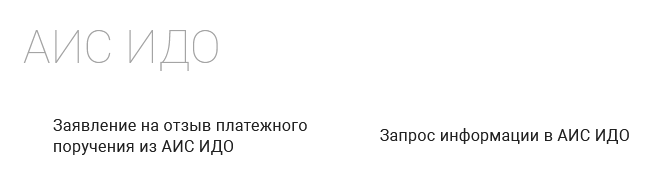 АИС ИДО
Заявление на отзыв платежного
поручения из АИС ИДО
Запрос информации в АИС ИДО